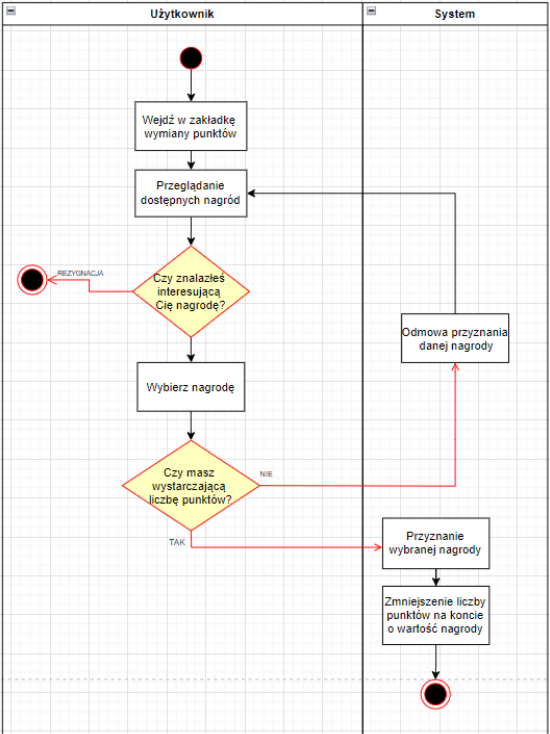 Użytkownik
System
Wejdź w zakładkę
wymiany punktów
Przeglądanie
dostępnych nagród
REZYGNACJA
Czy znalazłeś
interesującą
Cię nagrodę?
Odmowa przyznania
danej nagrody
Wybierz nagrodę
Czy masz
wystarczającą
liczbę punktów?
NIE
TAK
Przyznanie
wybranej nagrody
Zmniejszenie liczby
punktów na koncie
o wartość nagrody